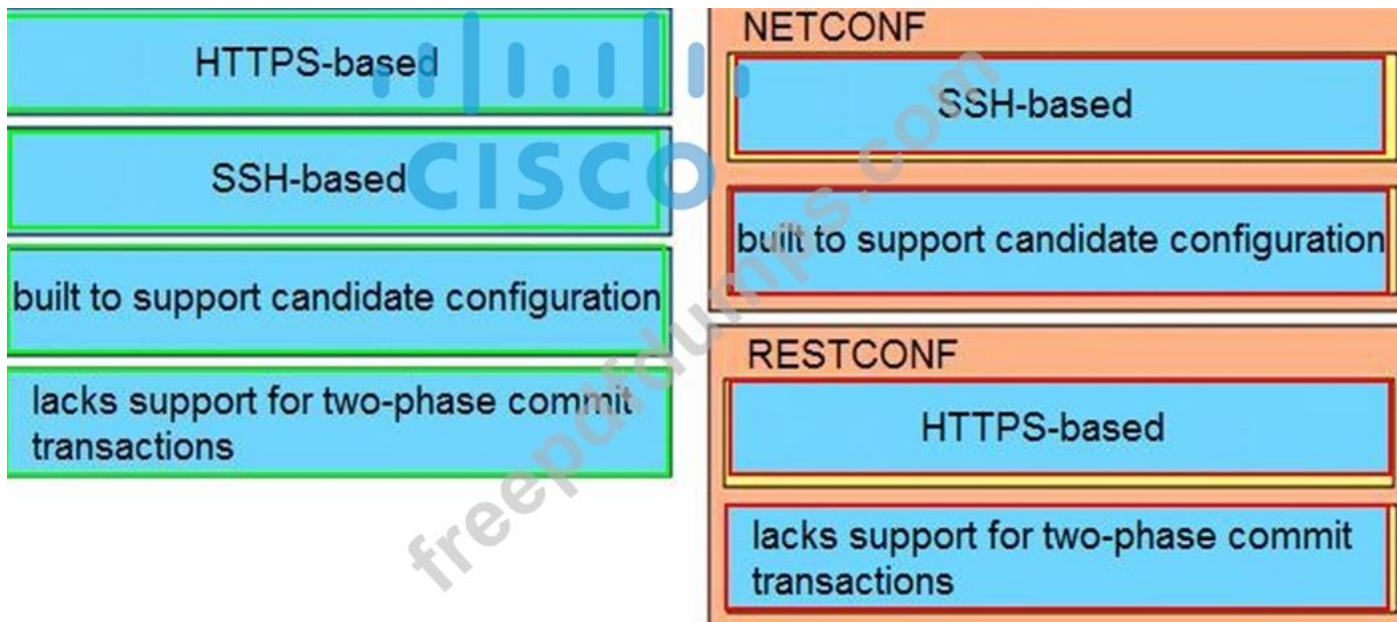 HTTPS-based
SSH-based
built to support candidate configuration
lacks support for two-phase commit
transactions
NETCONF
SSH-based
built to support candidate configuration
RESTCONF
HTTPS-based
lacks support for two-phase commit
transactions
CISCO
freepdfdumps.com